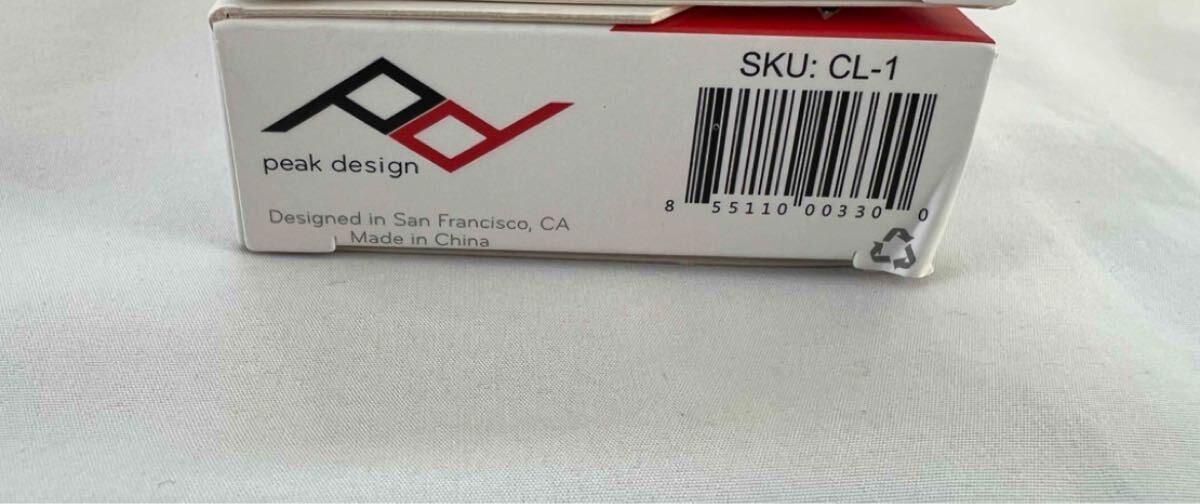 peak design
Designed in San Francisco, CA
Made in China
SKU: CL-1
8 55110 00330 0